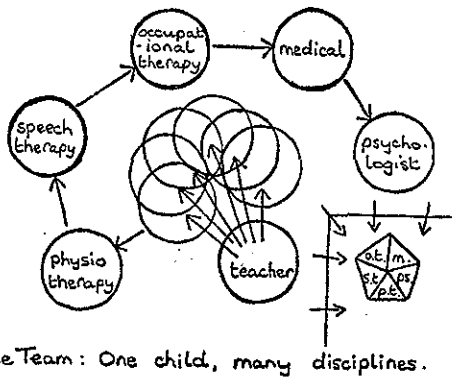 occupat
-ional
therapy
medical
speech
therapy
psycho-
logist
physio
therapy
teacher
o.t. m.
s.t. ps.
p.t.
e Team: One child, many disciplines.